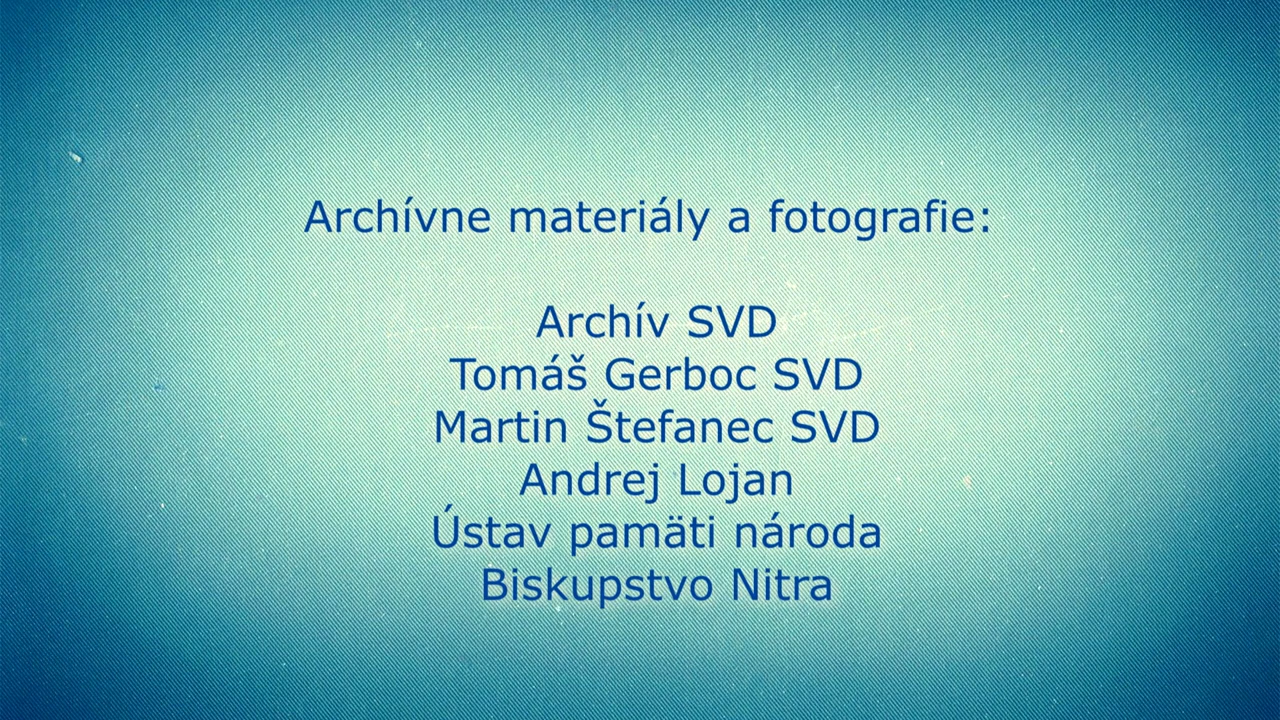 Archívne materiály a fotografie:
Archív SVD
Tomáš Gerboc SVD
Martin Štefanec SVD
Andrej Lojan
Ústav pamäti národa
Biskupstvo Nitra